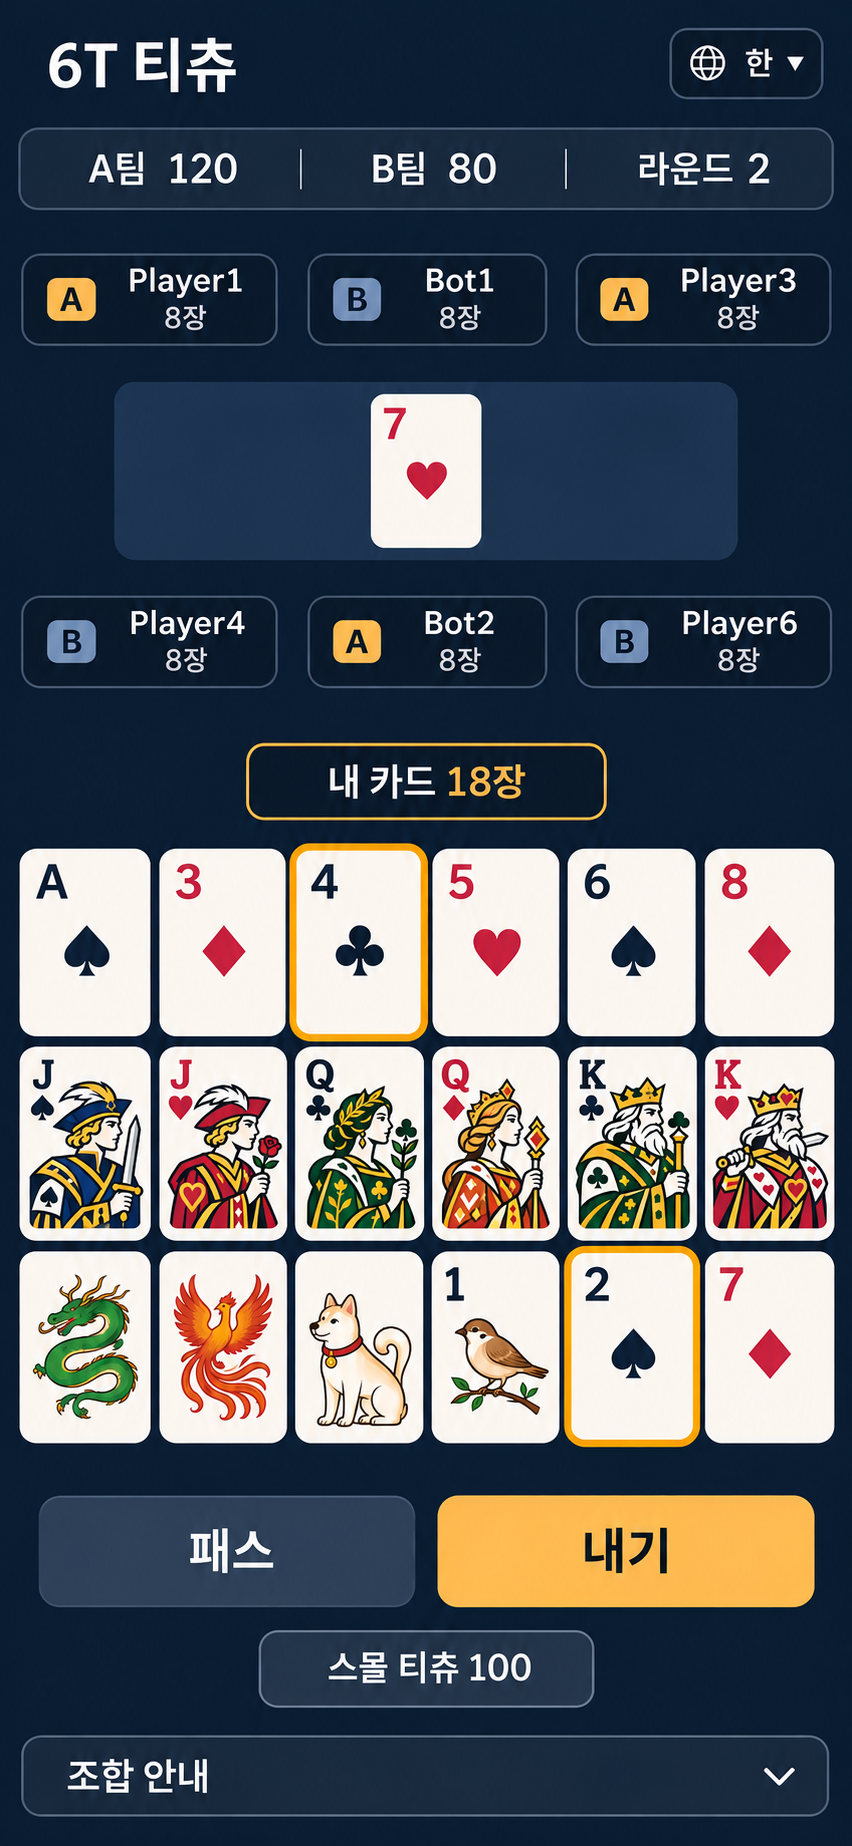 6T 티츄
한 ▼
A팀 120 | B팀 80 | 라운드 2
A Player1 8장
B Bot1 8장
A Player3 8장
7
B Player4 8장
A Bot2 8장
B Player6 8장
내 카드 18장
A 3 4 5 6 8
J J Q Q K K
1 2 7
패스
내기
스몰 티츄 100
조합 안내